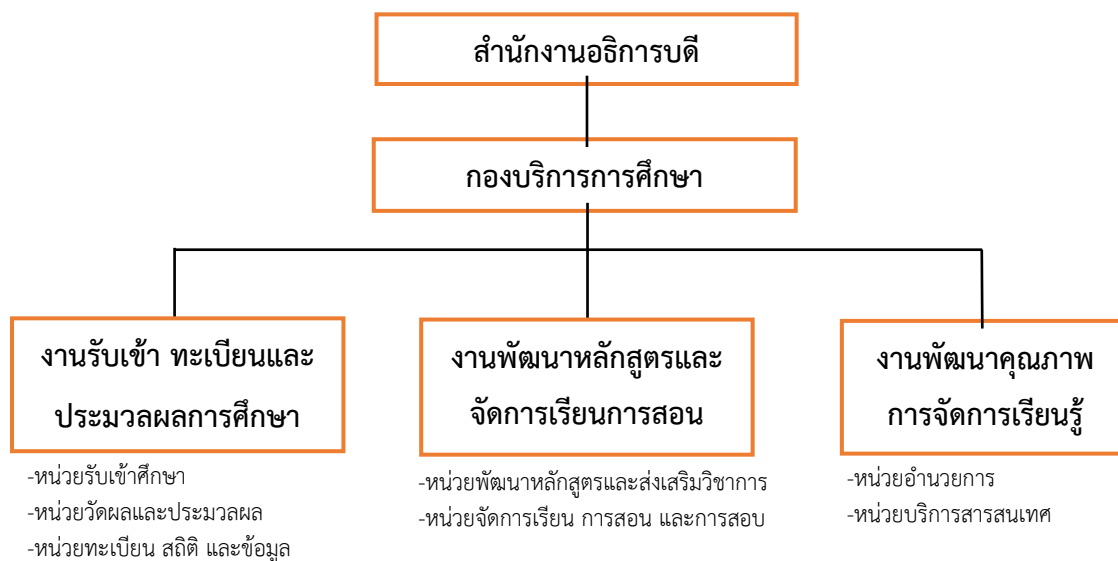 สำนักงานอธิการบดี
กองบริการการศึกษา
งานรับเข้า ทะเบียนและ
ประมวลผลการศึกษา
-หน่วยรับเข้าศึกษา
-หน่วยวัดผลและประมวลผล
-หน่วยทะเบียน สถิติ และข้อมูล
งานพัฒนาหลักสูตรและ
จัดการเรียนการสอน
-หน่วยพัฒนาหลักสูตรและส่งเสริมวิชาการ
-หน่วยจัดการเรียน การสอน และการสอบ
งานพัฒนาคุณภาพ
การจัดการเรียนรู้
-หน่วยอำนวยการ
-หน่วยบริการสารสนเทศ